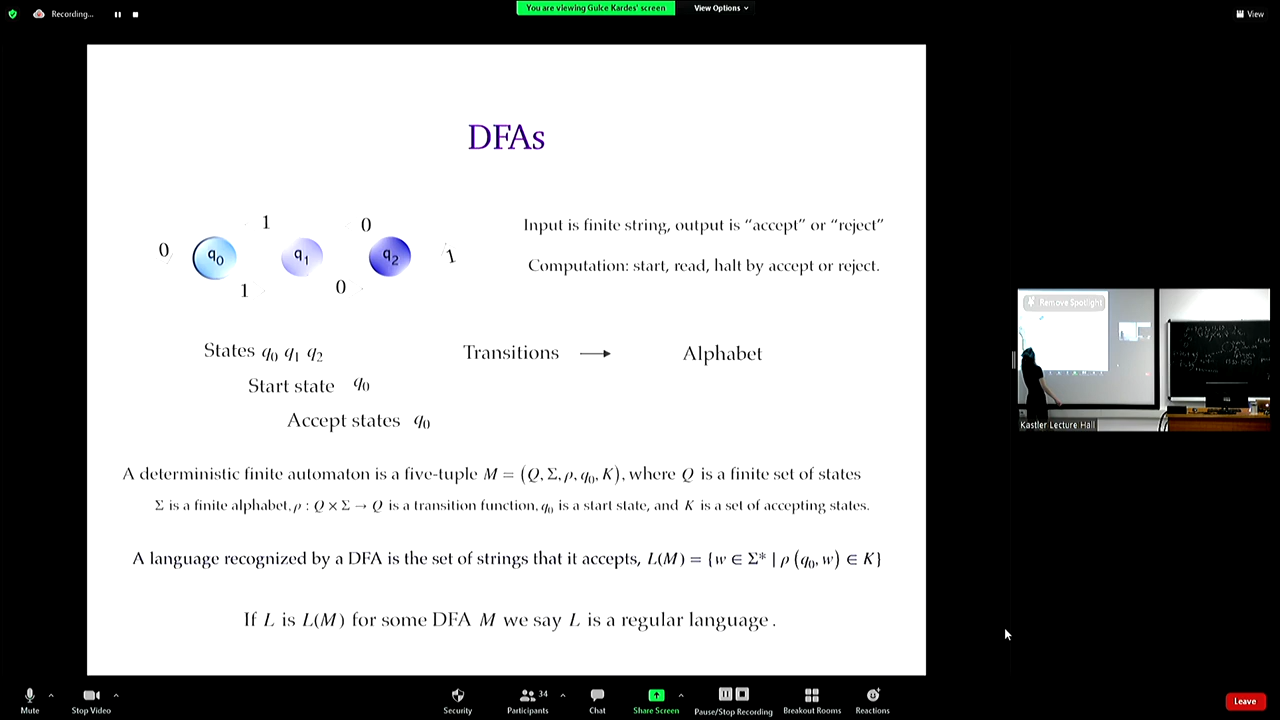 Recording...
You are viewing Gulce Kardes' screen
View Options
View
DFAs
1
0
0
q0
q1
q2
1
1
0
Input is finite string, output is “accept” or “reject”
Computation: start, read, halt by accept or reject.
States q0 q1 q2
Transitions → Alphabet
Start state q0
Accept states q0
A deterministic finite automaton is a five-tuple M = (Q, Σ, ρ, q0, K), where Q is a finite set of states
Σ is a finite alphabet, ρ : Q × Σ → Q is a transition function, q0 is a start state, and K is a set of accepting states.
A language recognized by a DFA is the set of strings that it accepts, L(M) = {w ∈ Σ* | ρ (q0, w) ∈ K}
If L is L(M) for some DFA M we say L is a regular language.
Remove Spotlight
Kastler Lecture Hall
Mute
Stop Video
Security
Participants
34
Chat
Share Screen
Pause/Stop Recording
Breakout Rooms
Reactions
Leave